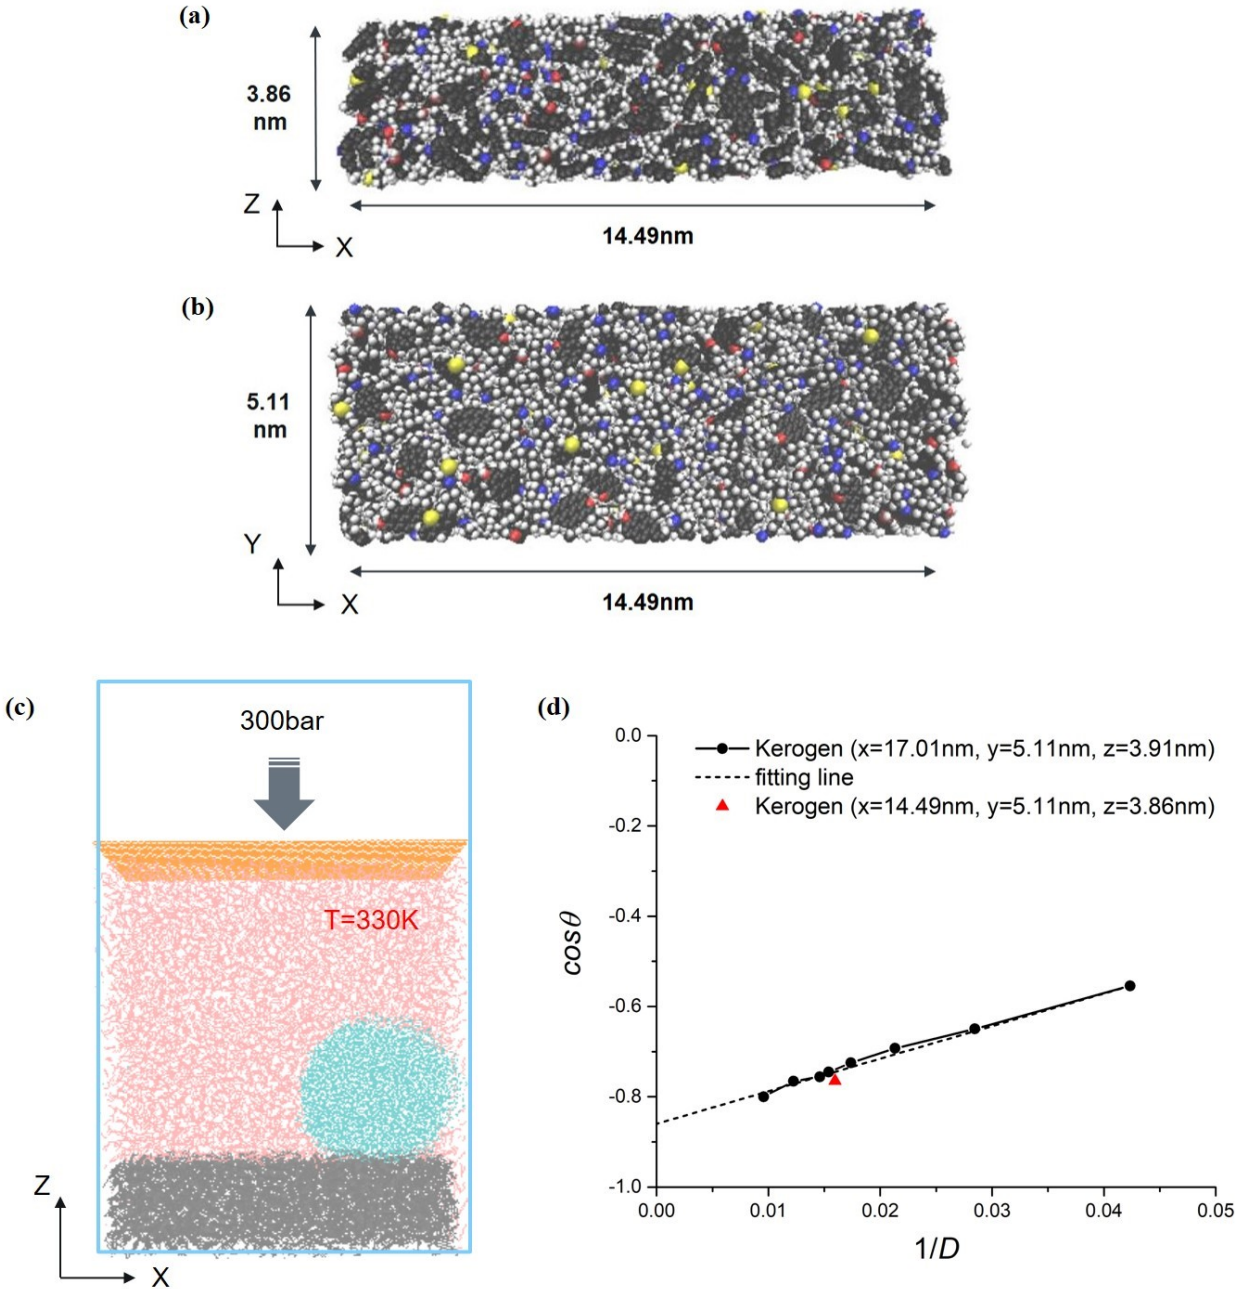 (a)
3.86
nm
Z
X
14.49nm
(b)
5.11
nm
Y
X
14.49nm
(c)
300bar
T=330K
Z
X
(d)
0.0
-0.2
-0.4
-0.6
-0.8
-1.0
cosθ
Kerogen (x=17.01nm, y=5.11nm, z=3.91nm)
fitting line
Kerogen (x=14.49nm, y=5.11nm, z=3.86nm)
0.00 0.01 0.02 0.03 0.04 0.05
1/D